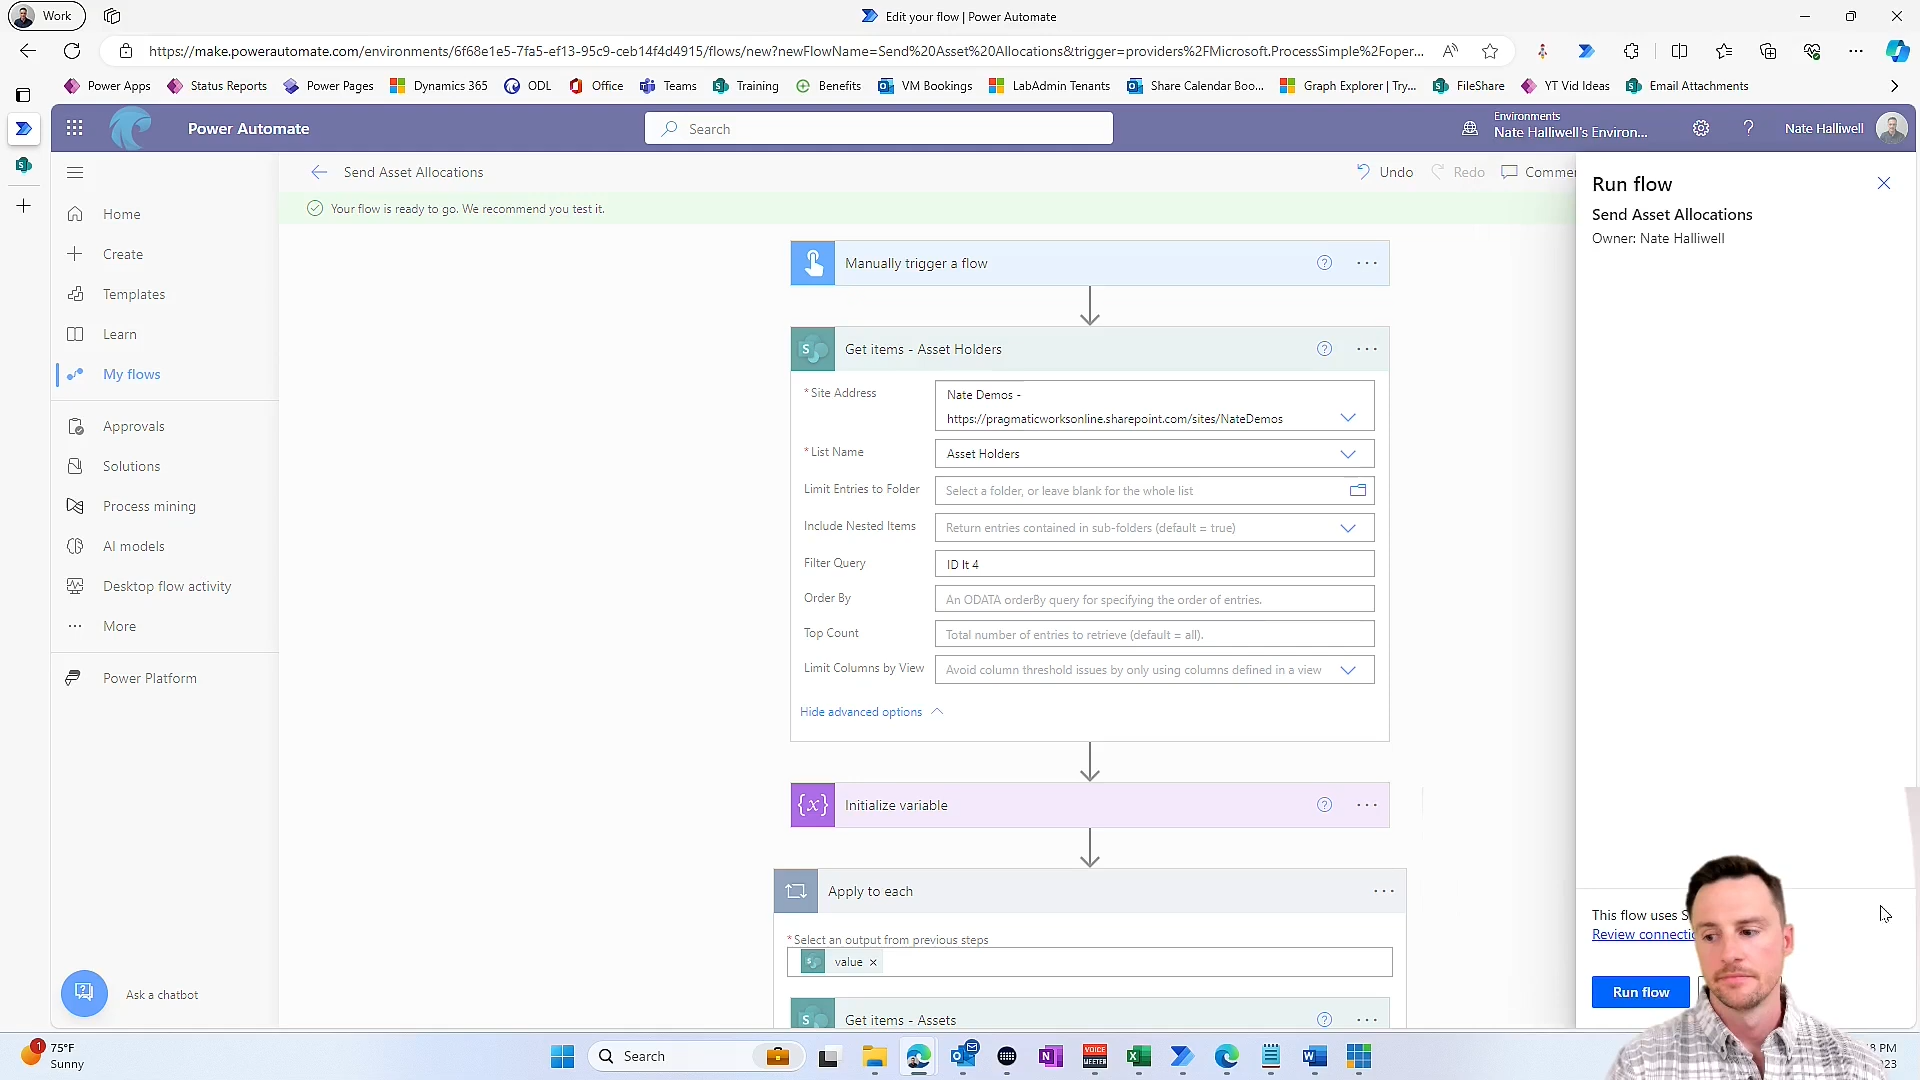 Work
Edit your flow | Power Automate
https://make.powerautomate.com/environments/6f68e1e5-7fa5-ef13-95c9-ceb14f4d4915/flows/new?newFlowName=Send%20Asset%20Allocations&trigger=providers%2FMicrosoft.ProcessSimple%2Foper...
Power Apps
Status Reports
Power Pages
Dynamics 365
ODL
Office
Teams
Training
Benefits
VM Bookings
LabAdmin Tenants
Share Calendar Boo...
Graph Explorer | Try...
FileShare
YT Vid Ideas
Email Attachments
Power Automate
Search
Environments
Nate Halliwell's Environ...
Nate Halliwell
Home
Create
Templates
Learn
My flows
Approvals
Solutions
Process mining
AI models
Desktop flow activity
More
Power Platform
Ask a chatbot
Send Asset Allocations
Undo
Redo
Commen
Your flow is ready to go. We recommend you test it.
Manually trigger a flow
Get items - Asset Holders
* Site Address
Nate Demos -
https://pragmaticworksonline.sharepoint.com/sites/NateDemos
* List Name
Asset Holders
Limit Entries to Folder
Select a folder, or leave blank for the whole list
Include Nested Items
Return entries contained in sub-folders (default = true)
Filter Query
ID lt 4
Order By
An ODATA orderBy query for specifying the order of entries.
Top Count
Total number of entries to retrieve (default = all).
Limit Columns by View
Avoid column threshold issues by only using columns defined in a view
Hide advanced options
{x}
Initialize variable
Apply to each
* Select an output from previous steps
value
Get items - Assets
Run flow
Send Asset Allocations
Owner: Nate Halliwell
This flow uses S
Review connectio
Run flow
1
75°F
Sunny
Search
VOICE
MEETER
8 PM
23